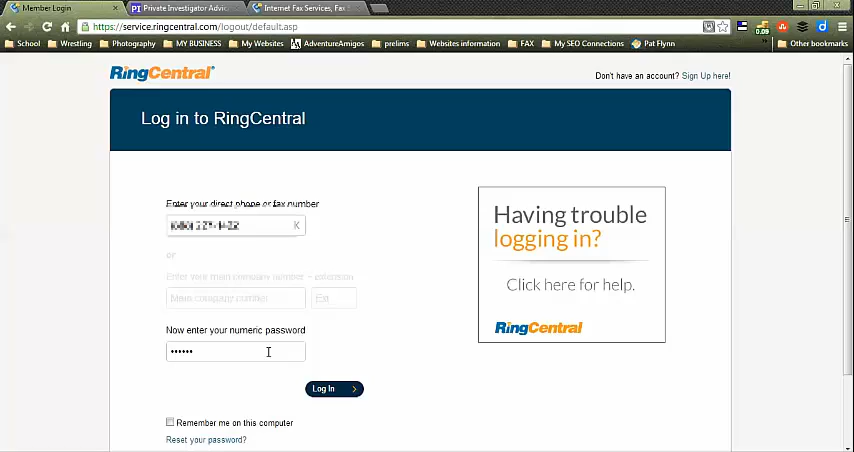 Member Login
Private Investigator Advic
Internet Fax Services, Fax S
https://service.ringcentral.com/logout/default.asp
0.09
School
Wrestling
Photography
MY BUSINESS
My Websites
AdventureAmigos
prelims
Websites information
FAX
My SEO Connections
Pat Flynn
Other bookmarks
RingCentral®
Don't have an account? Sign Up here!
Log in to RingCentral
Enter your direct phone or fax number
or
Enter your main company number + extension
Main company number
Ext
Now enter your numeric password
••••••
Log In
Remember me on this computer
Reset your password?
Having trouble
logging in?
Click here for help.
RingCentral